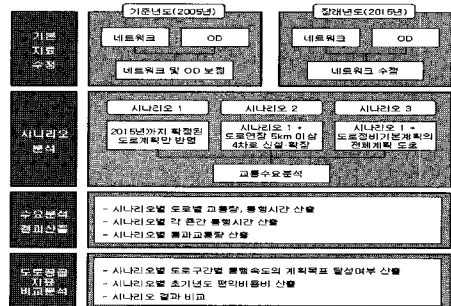 기준년도(2005년)
장래년도(2015년)
기본
자료
수정
네트워크
OD
네트워크
OD
네트워크 및 OD 보정
네트워크 수정
시나리오
분석
시나리오 1
시나리오 2
시나리오 3
2015년까지 확정된
도로계획만 반영
시나리오 1 +
도로연장 5km 이상
4차로 신설·확장
시나리오 1 +
도로정비기본계획의
전체계획 도로
교통수요분석
수요분석
결과산출
- 시나리오별 도로별 교통량, 통행시간 산출
- 시나리오별 각 존간 통행시간 산출
- 시나리오별 통과교통량 산출
지표
비교분석
- 시나리오별 도로구간별 통행속도의 계획목표 달성여부 산출
- 시나리오별 초기년도 편익비용비 산출
- 시나리오 결과 비교